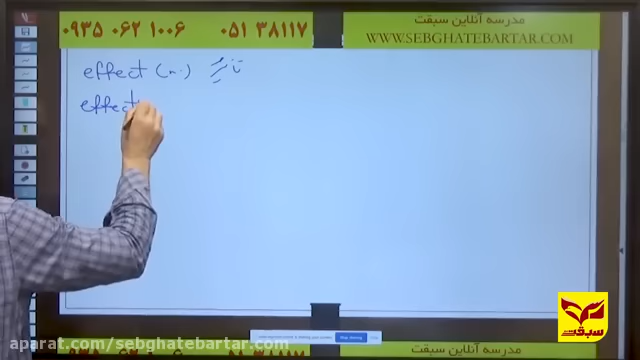 مدرسه آنلاین سبقت
۰۹۳۵ ۰۶۲ ۱۰۰۶ ۰۵۱ ۳۸۱۱۷
WWW.SEBGHATEBARTAR.COM
effect (n.) تأثیر
effect
سبقت
aparat.com/sebghatebartar.com
مدرسه آنلاین سبقت